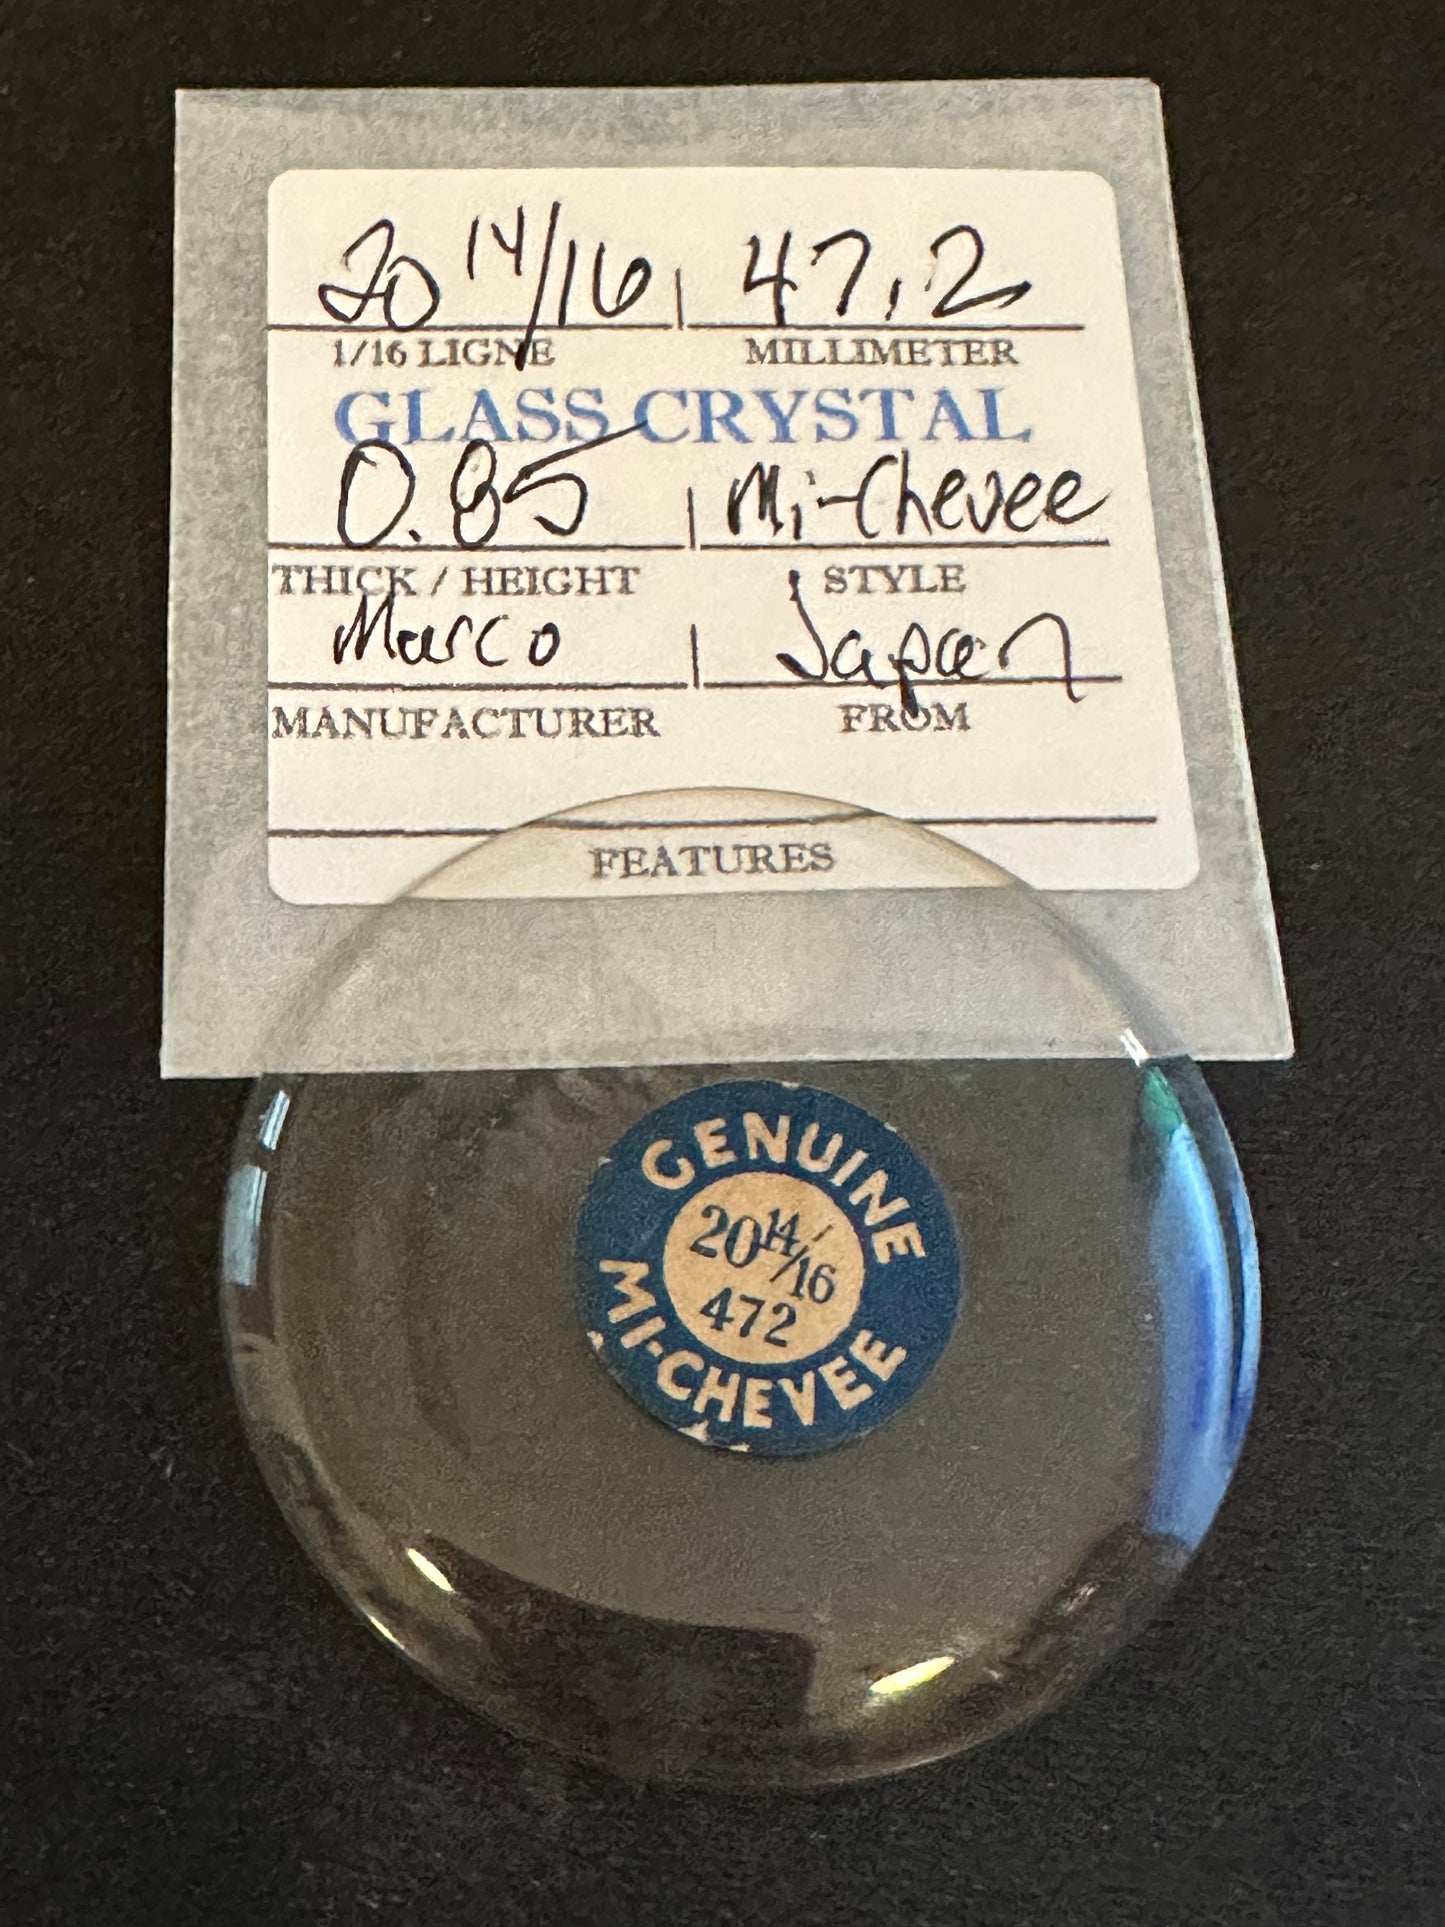 20 14/16 | 47.2
1/16 LIGNE MILLIMETER
GLASS CRYSTAL
0.85 | Mi-Chevee
THICK / HEIGHT STYLE
Marco | Japan
MANUFACTURER FROM
FEATURES
GENUINE
20 14/16
472
MI-CHEVEE